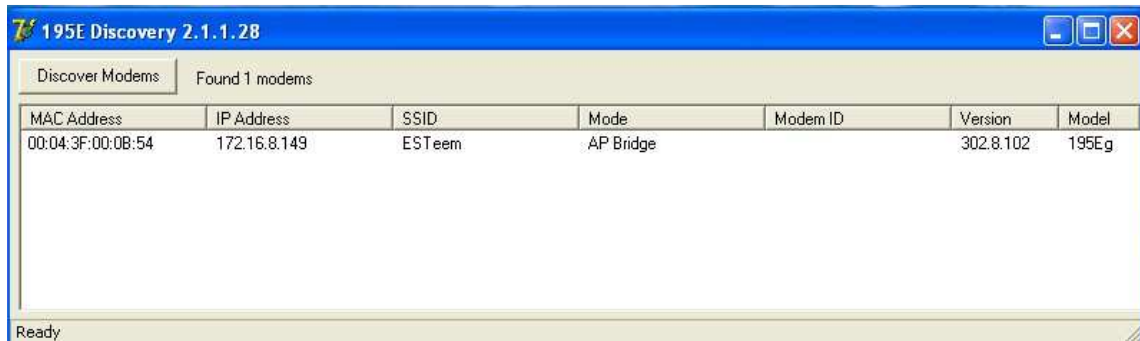 195E Discovery 2.1.1.28
Discover Modems Found 1 modems
MAC Address IP Address SSID Mode Modem ID Version Model
00:04:3F:00:0B:54 172.16.8.149 ESTeem AP Bridge 302.8.102 195Eg
Ready